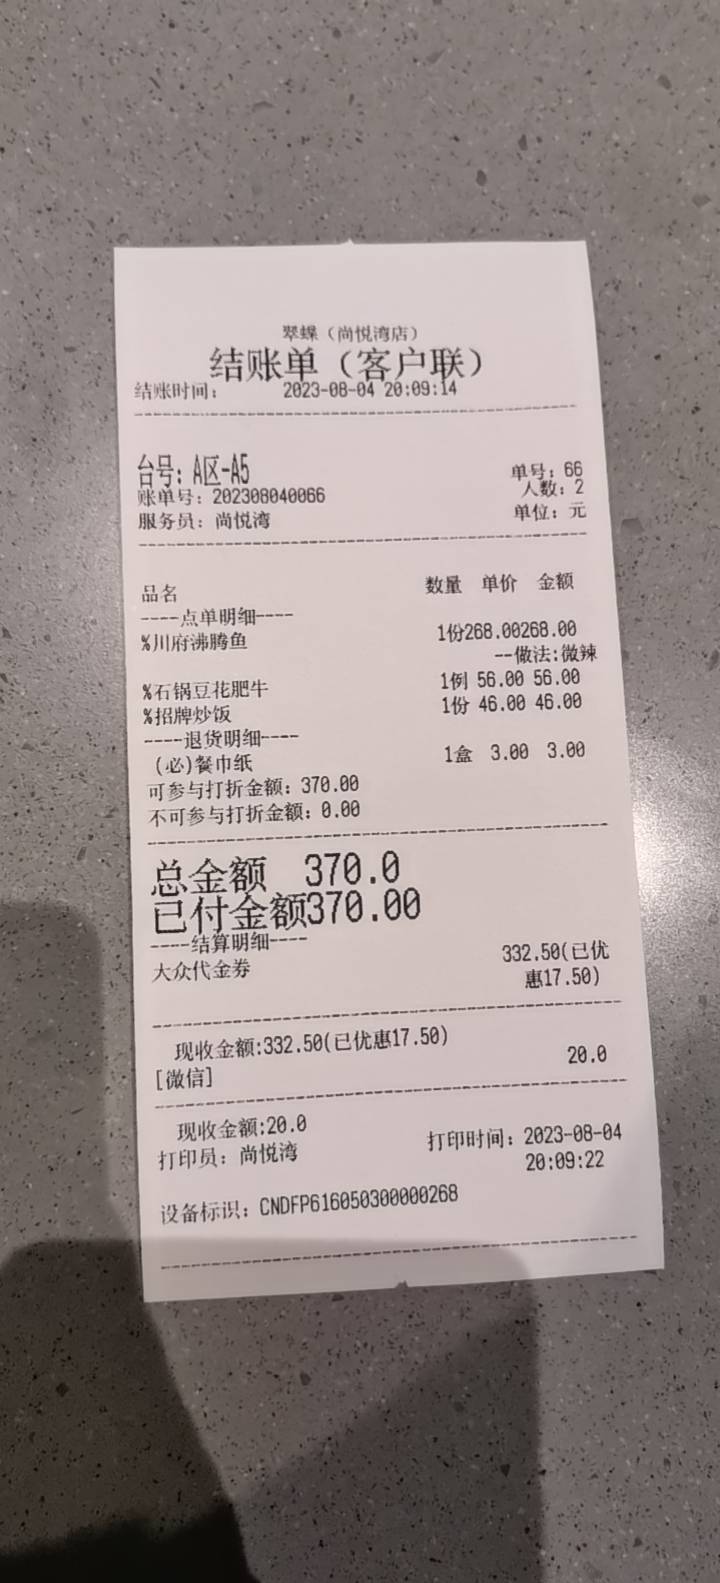 翠蝶（尚悦湾店）
结账单（客户联）
结账时间： 2023-08-04 20:09:14
台号：A区-A5
单号：66
账单号：202308040066
人数：2
服务员：尚悦湾
单位：元
品名 数量 单价 金额
----点单明细----
%川府沸腾鱼 1份268.00268.00
--做法:微辣
%石锅豆花肥牛 1例 56.00 56.00
%招牌炒饭 1份 46.00 46.00
----退货明细----
(必)餐巾纸 1盒 3.00 3.00
可参与打折金额：370.00
不可参与打折金额：0.00
总金额 370.0
已付金额370.00
----结算明细----
大众代金券 332.50(已优
惠17.50)
现收金额:332.50(已优惠17.50)
[微信] 20.0
现收金额:20.0
打印员：尚悦湾 打印时间：2023-08-04
20:09:22
设备标识：CNDFP616050300000268